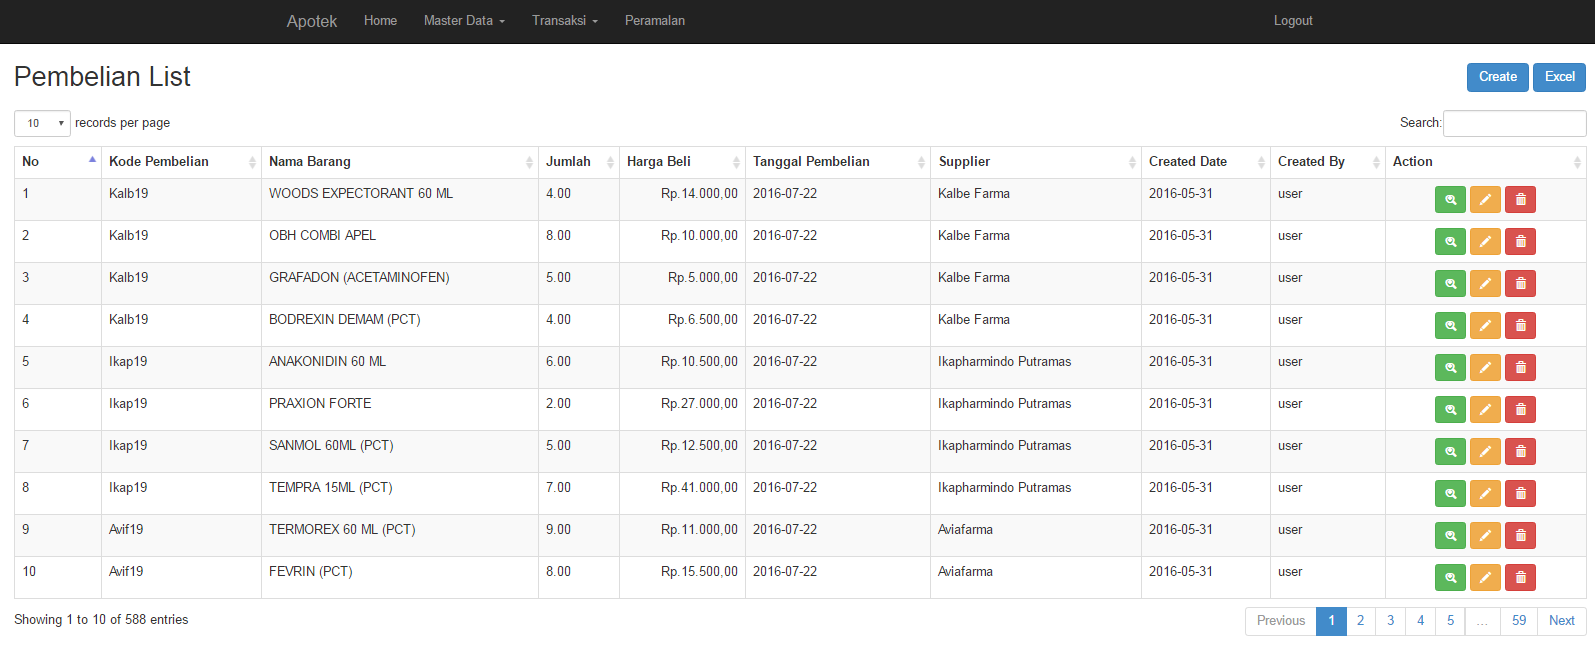 Apotek Home Master Data Transaksi Peramalan Logout
Pembelian List Create Excel
10 records per page Search:
No Kode Pembelian Nama Barang Jumlah Harga Beli Tanggal Pembelian Supplier Created Date Created By Action
1 Kalb19 WOODS EXPECTORANT 60 ML 4.00 Rp.14.000,00 2016-07-22 Kalbe Farma 2016-05-31 user
2 Kalb19 OBH COMBI APEL 8.00 Rp.10.000,00 2016-07-22 Kalbe Farma 2016-05-31 user
3 Kalb19 GRAFADON (ACETAMINOFEN) 5.00 Rp.5.000,00 2016-07-22 Kalbe Farma 2016-05-31 user
4 Kalb19 BODREXIN DEMAM (PCT) 4.00 Rp.6.500,00 2016-07-22 Kalbe Farma 2016-05-31 user
5 Ikap19 ANAKONIDIN 60 ML 6.00 Rp.10.500,00 2016-07-22 Ikapharmindo Putramas 2016-05-31 user
6 Ikap19 PRAXION FORTE 2.00 Rp.27.000,00 2016-07-22 Ikapharmindo Putramas 2016-05-31 user
7 Ikap19 SANMOL 60ML (PCT) 5.00 Rp.12.500,00 2016-07-22 Ikapharmindo Putramas 2016-05-31 user
8 Ikap19 TEMPRA 15ML (PCT) 7.00 Rp.41.000,00 2016-07-22 Ikapharmindo Putramas 2016-05-31 user
9 Avif19 TERMOREX 60 ML (PCT) 9.00 Rp.11.000,00 2016-07-22 Aviafarma 2016-05-31 user
10 Avif19 FEVRIN (PCT) 8.00 Rp.15.500,00 2016-07-22 Aviafarma 2016-05-31 user
Showing 1 to 10 of 588 entries Previous 1 2 3 4 5 ... 59 Next